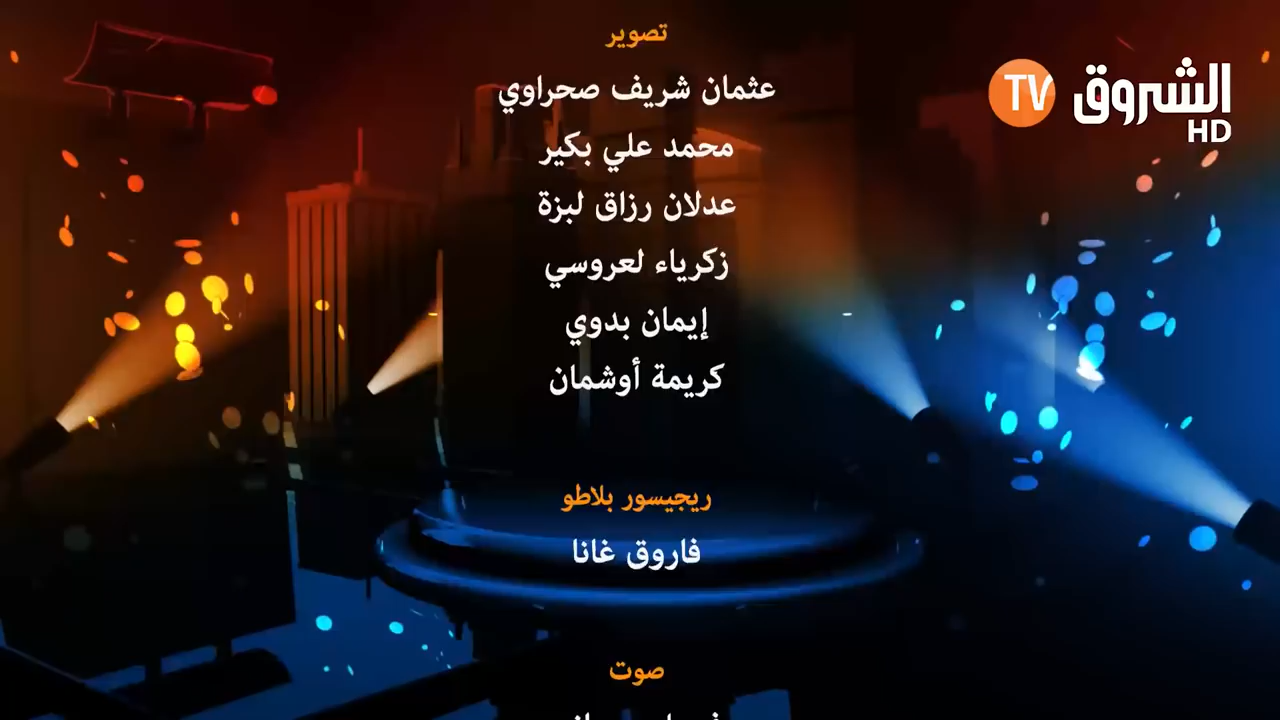 تصوير
عثمان شريف صحراوي
محمد علي بكير
عدلان رزاق لبزة
زكرياء لعروسي
إيمان بدوي
كريمة أوشمان
ريجيسور بلاطو
فاروق غانا
صوت
الشروق TV
HD